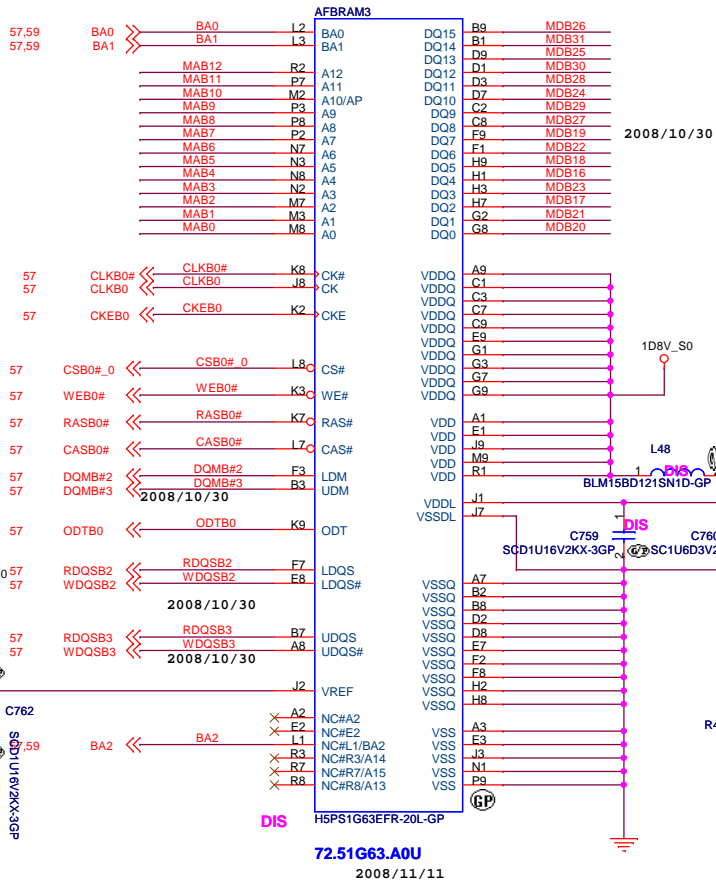 AFBRAM3
57,59 BA0 BA0 L2 BA0 DQ15 B9 MDB26
57,59 BA1 BA1 L3 BA1 DQ14 B1 MDB31
DQ13 D9 MDB25
MAB12 R2 A12 DQ12 D1 MDB30
MAB11 P7 A11 DQ11 D3 MDB28
MAB10 M2 A10/AP DQ10 D7 MDB24
MAB9 P3 A9 DQ9 C2 MDB29
MAB8 P8 A8 DQ8 C8 MDB27
MAB7 P2 A7 DQ7 F9 MDB19
2008/10/30
MAB6 N7 A6 DQ6 F1 MDB22
MAB5 N3 A5 DQ5 H9 MDB18
MAB4 N8 A4 DQ4 H1 MDB16
MAB3 N2 A3 DQ3 H3 MDB23
MAB2 M7 A2 DQ2 H7 MDB17
MAB1 M3 A1 DQ1 G2 MDB21
MAB0 M8 A0 DQ0 G8 MDB20
57 CLKB0# CLKB0# K8 CK# VDDQ A9
57 CLKB0 CLKB0 J8 CK VDDQ C1
VDDQ C3
57 CKEB0 CKEB0 K2 CKE VDDQ C7
VDDQ C9
VDDQ E9
VDDQ G1
1D8V_S0
57 CSB0#_0 CSB0#_0 L8 CS# VDDQ G3
VDDQ G7
57 WEB0# WEB0# K3 WE# VDDQ G9
57 RASB0# RASB0# K7 RAS# VDD A1
VDD E1
57 CASB0# CASB0# L7 CAS# VDD J9
L48
VDD M9
57 DQMB#2 DQMB#2 F3 LDM VDD R1 1 DIS
BLM15BD121SN1D-GP
57 DQMB#3 DQMB#3 B3 UDM
2008/10/30
VDDL J1
VSSDL J7
57 ODTB0 ODTB0 K9 ODT
1 DIS
C759 C760
SCD1U16V2KX-3GP SC1U6D3V2
2
57 RDQSB2 RDQSB2 F7 LDQS
57 WDQSB2 WDQSB2 E8 LDQS# VSSQ A7
VSSQ B2
2008/10/30
VSSQ B8
VSSQ D2
57 RDQSB3 RDQSB3 B7 UDQS VSSQ D8
57 WDQSB3 WDQSB3 A8 UDQS# VSSQ E7
2008/10/30
VSSQ F2
VSSQ F8
J2 VREF VSSQ H2
VSSQ H8
C762
SCD1U16V2KX-3GP
A2 NC#A2
E2 NC#E2 VSS A3
57,59 BA2 BA2 L1 NC#L1/BA2 VSS E3
R3 NC#R3/A14 VSS J3
R7 NC#R7/A15 VSS N1
R8 NC#R8/A13 VSS P9
R4
GP
DIS
H5PS1G63EFR-20L-GP
72.51G63.A0U
2008/11/11